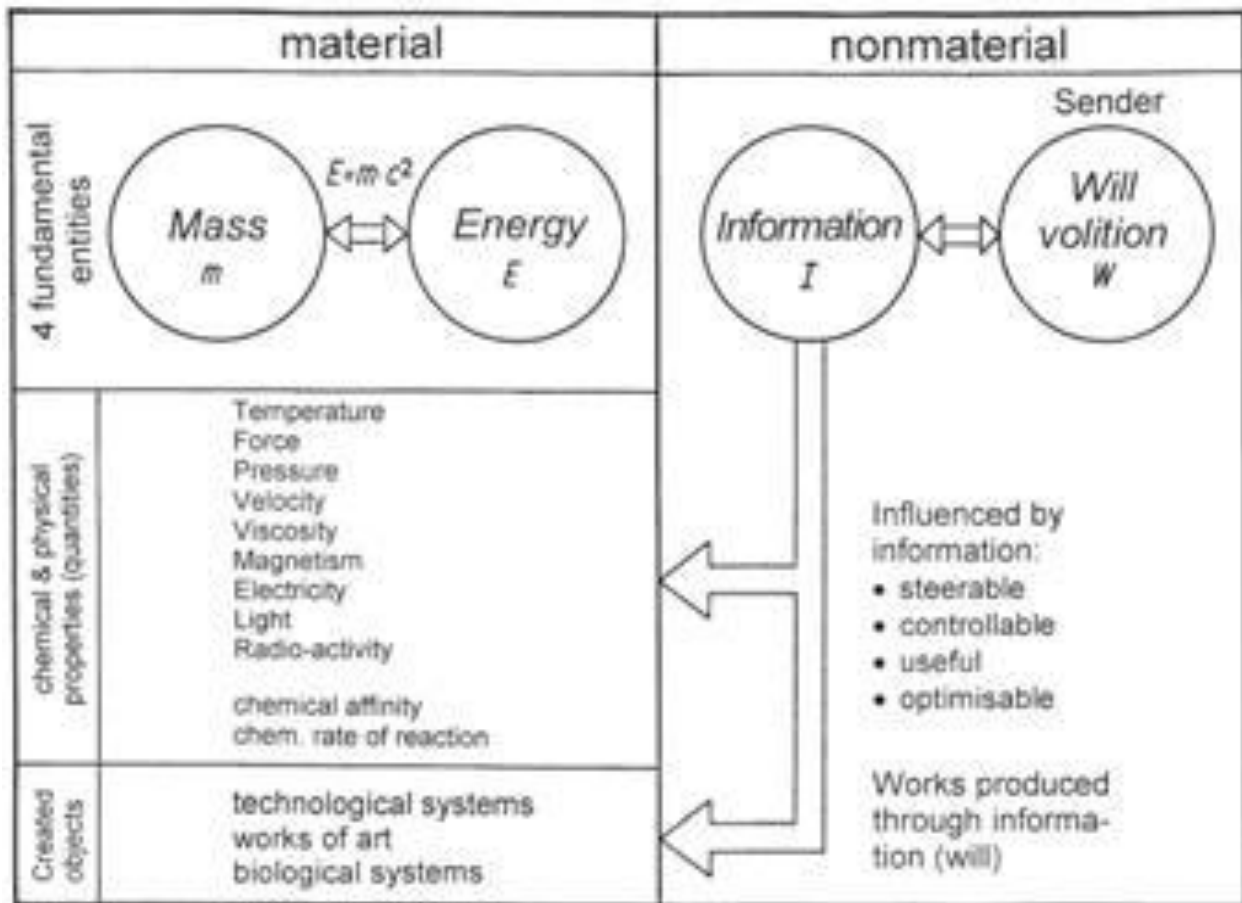 material
nonmaterial
4 fundamental
entities
Mass
m
E=m·c²
Energy
E
Information
I
Sender
Will
volition
W
chemical & physical
properties (quantities)
Temperature
Force
Pressure
Velocity
Viscosity
Magnetism
Electricity
Light
Radio-activity
chemical affinity
chem. rate of reaction
Influenced by
information:
• steerable
• controllable
• useful
• optimisable
Created
objects
technological systems
works of art
biological systems
Works produced
through informa-
tion (will)